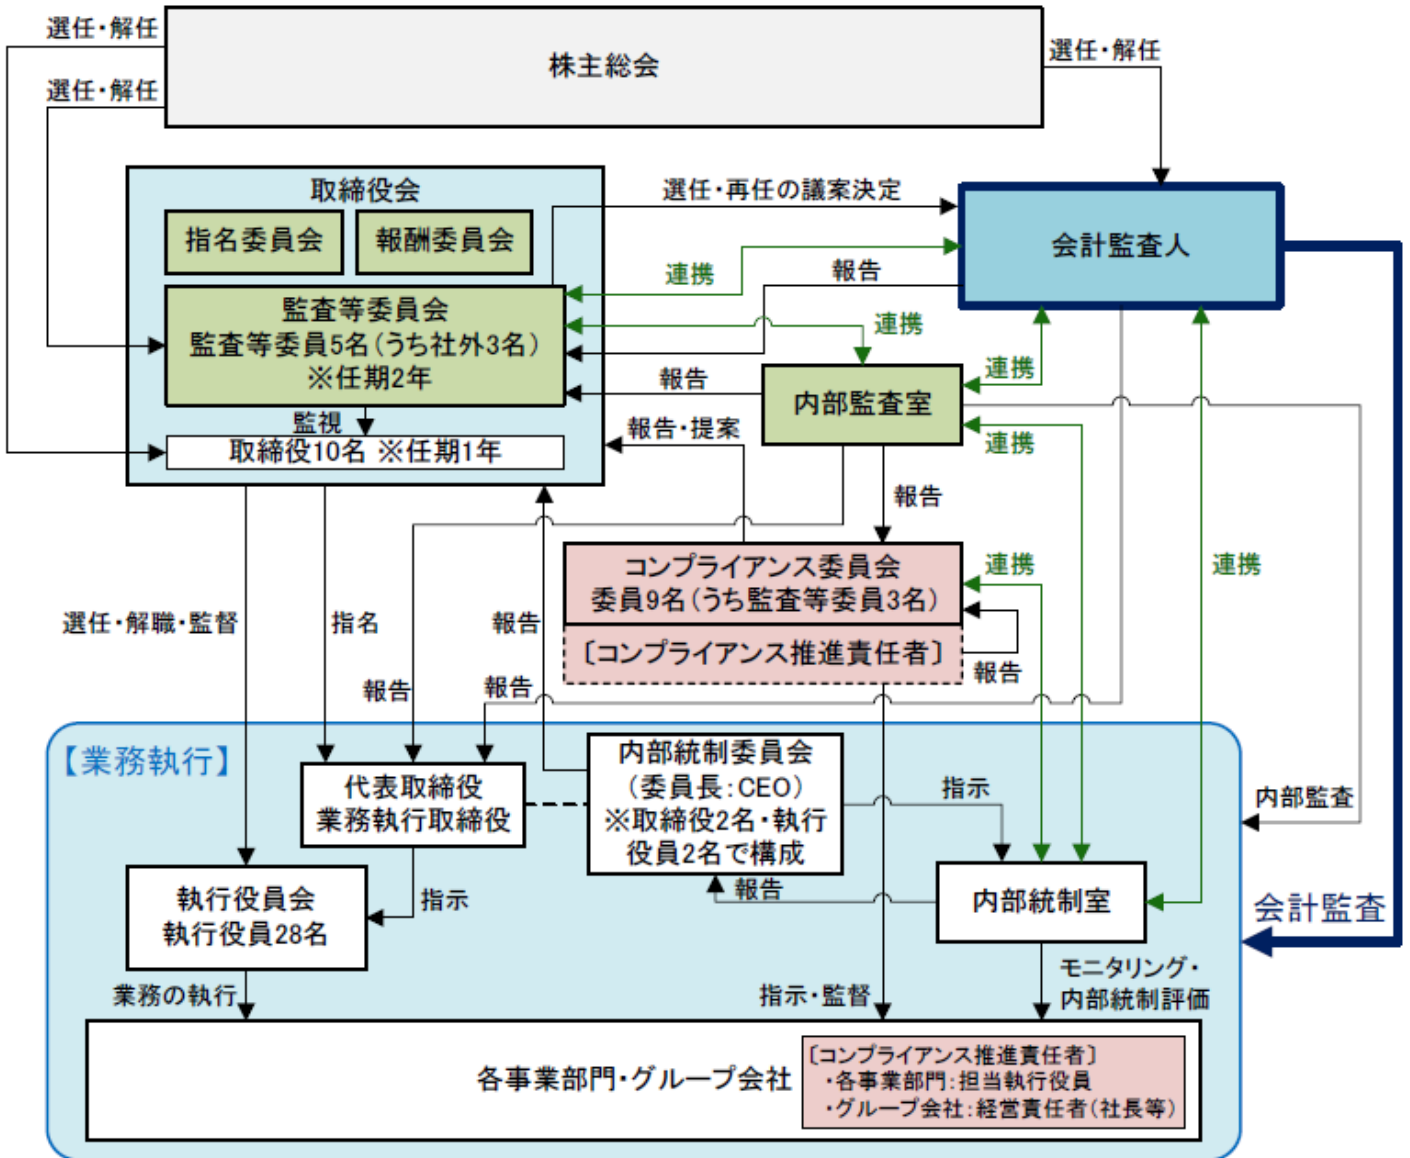 選任・解任
株主総会
選任・解任
選任・解任
取締役会
指名委員会
報酬委員会
選任・再任の議案決定
会計監査人
連携
報告
監査等委員会
監査等委員5名(うち社外3名)
※任期2年
連携
報告
連携
内部監査室
監視
取締役10名 ※任期1年
報告・提案
連携
報告
コンプライアンス委員会
委員9名(うち監査等委員3名)
〔コンプライアンス推進責任者〕
連携
連携
報告
選任・解職・監督
指名
報告
報告
報告
【業務執行】
代表取締役
業務執行取締役
内部統制委員会
(委員長:CEO)
※取締役2名・執行
役員2名で構成
指示
内部監査
執行役員会
執行役員28名
指示
報告
内部統制室
会計監査
業務の執行
指示・監督
モニタリング・
内部統制評価
各事業部門・グループ会社
〔コンプライアンス推進責任者〕
・各事業部門:担当執行役員
・グループ会社:経営責任者(社長等)